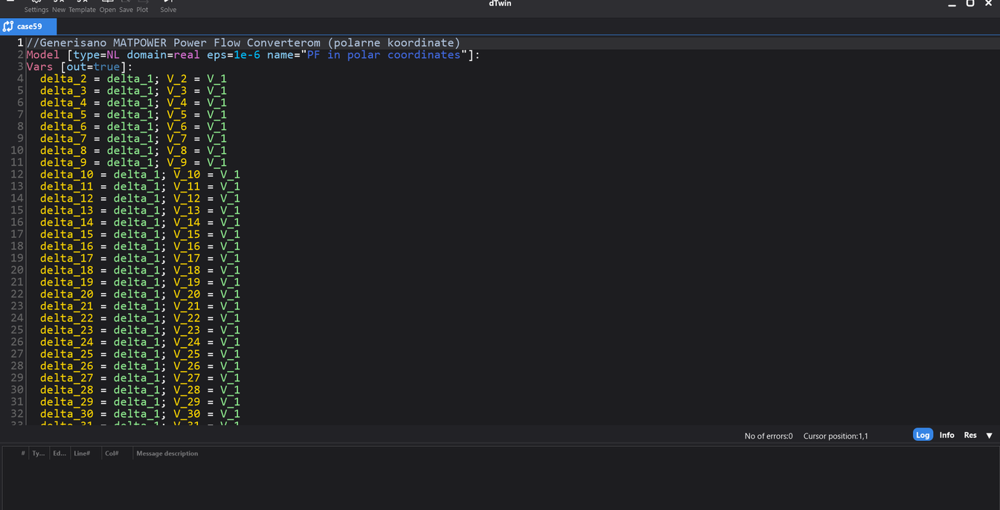 dTwin
Settings New Template Open Save Plot Solve
case59
1 //Generisano MATPOWER Power Flow Converterom (polarne koordinate)
2 Model [type=NL domain=real eps=1e-6 name="PF in polar coordinates"]:
3 Vars [out=true]:
4 delta_2 = delta_1; V_2 = V_1
5 delta_3 = delta_1; V_3 = V_1
6 delta_4 = delta_1; V_4 = V_1
7 delta_5 = delta_1; V_5 = V_1
8 delta_6 = delta_1; V_6 = V_1
9 delta_7 = delta_1; V_7 = V_1
10 delta_8 = delta_1; V_8 = V_1
11 delta_9 = delta_1; V_9 = V_1
12 delta_10 = delta_1; V_10 = V_1
13 delta_11 = delta_1; V_11 = V_1
14 delta_12 = delta_1; V_12 = V_1
15 delta_13 = delta_1; V_13 = V_1
16 delta_14 = delta_1; V_14 = V_1
17 delta_15 = delta_1; V_15 = V_1
18 delta_16 = delta_1; V_16 = V_1
19 delta_17 = delta_1; V_17 = V_1
20 delta_18 = delta_1; V_18 = V_1
21 delta_19 = delta_1; V_19 = V_1
22 delta_20 = delta_1; V_20 = V_1
23 delta_21 = delta_1; V_21 = V_1
24 delta_22 = delta_1; V_22 = V_1
25 delta_23 = delta_1; V_23 = V_1
26 delta_24 = delta_1; V_24 = V_1
27 delta_25 = delta_1; V_25 = V_1
28 delta_26 = delta_1; V_26 = V_1
29 delta_27 = delta_1; V_27 = V_1
30 delta_28 = delta_1; V_28 = V_1
31 delta_29 = delta_1; V_29 = V_1
32 delta_30 = delta_1; V_30 = V_1
33 delta_31 = delta_1; V_31 = V_1
No of errors:0 Cursor position:1,1 Log Info Res
# Ty... Ed... Line# Col# Message description